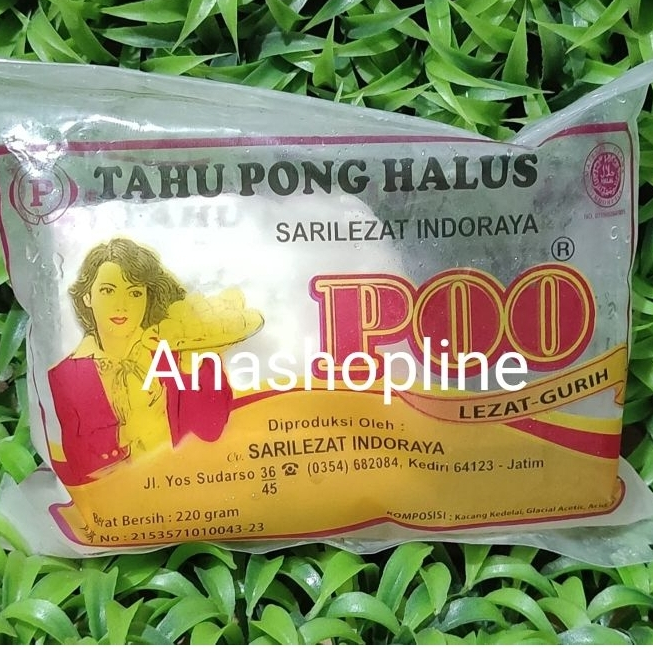 P
TAHU PONG HALUS
SARILEZAT INDORAYA
®
POO
Anashopline
LEZAT-GURIH
Diproduksi Oleh :
Cv. SARILEZAT INDORAYA
Jl. Yos Sudarso 36/45 ☎ (0354) 682084, Kediri 64123 - Jatim
Berat Bersih : 220 gram
KOMPOSISI : Kacang Kedelai, Glacial Acetic, Acid
No : 2153571010043-23